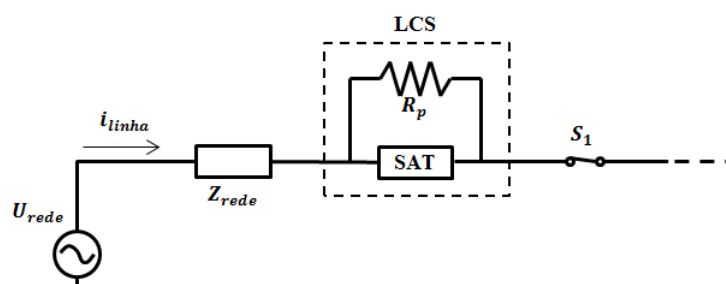 LCS
R_p
i_linha
SAT
S_1
Z_rede
U_rede